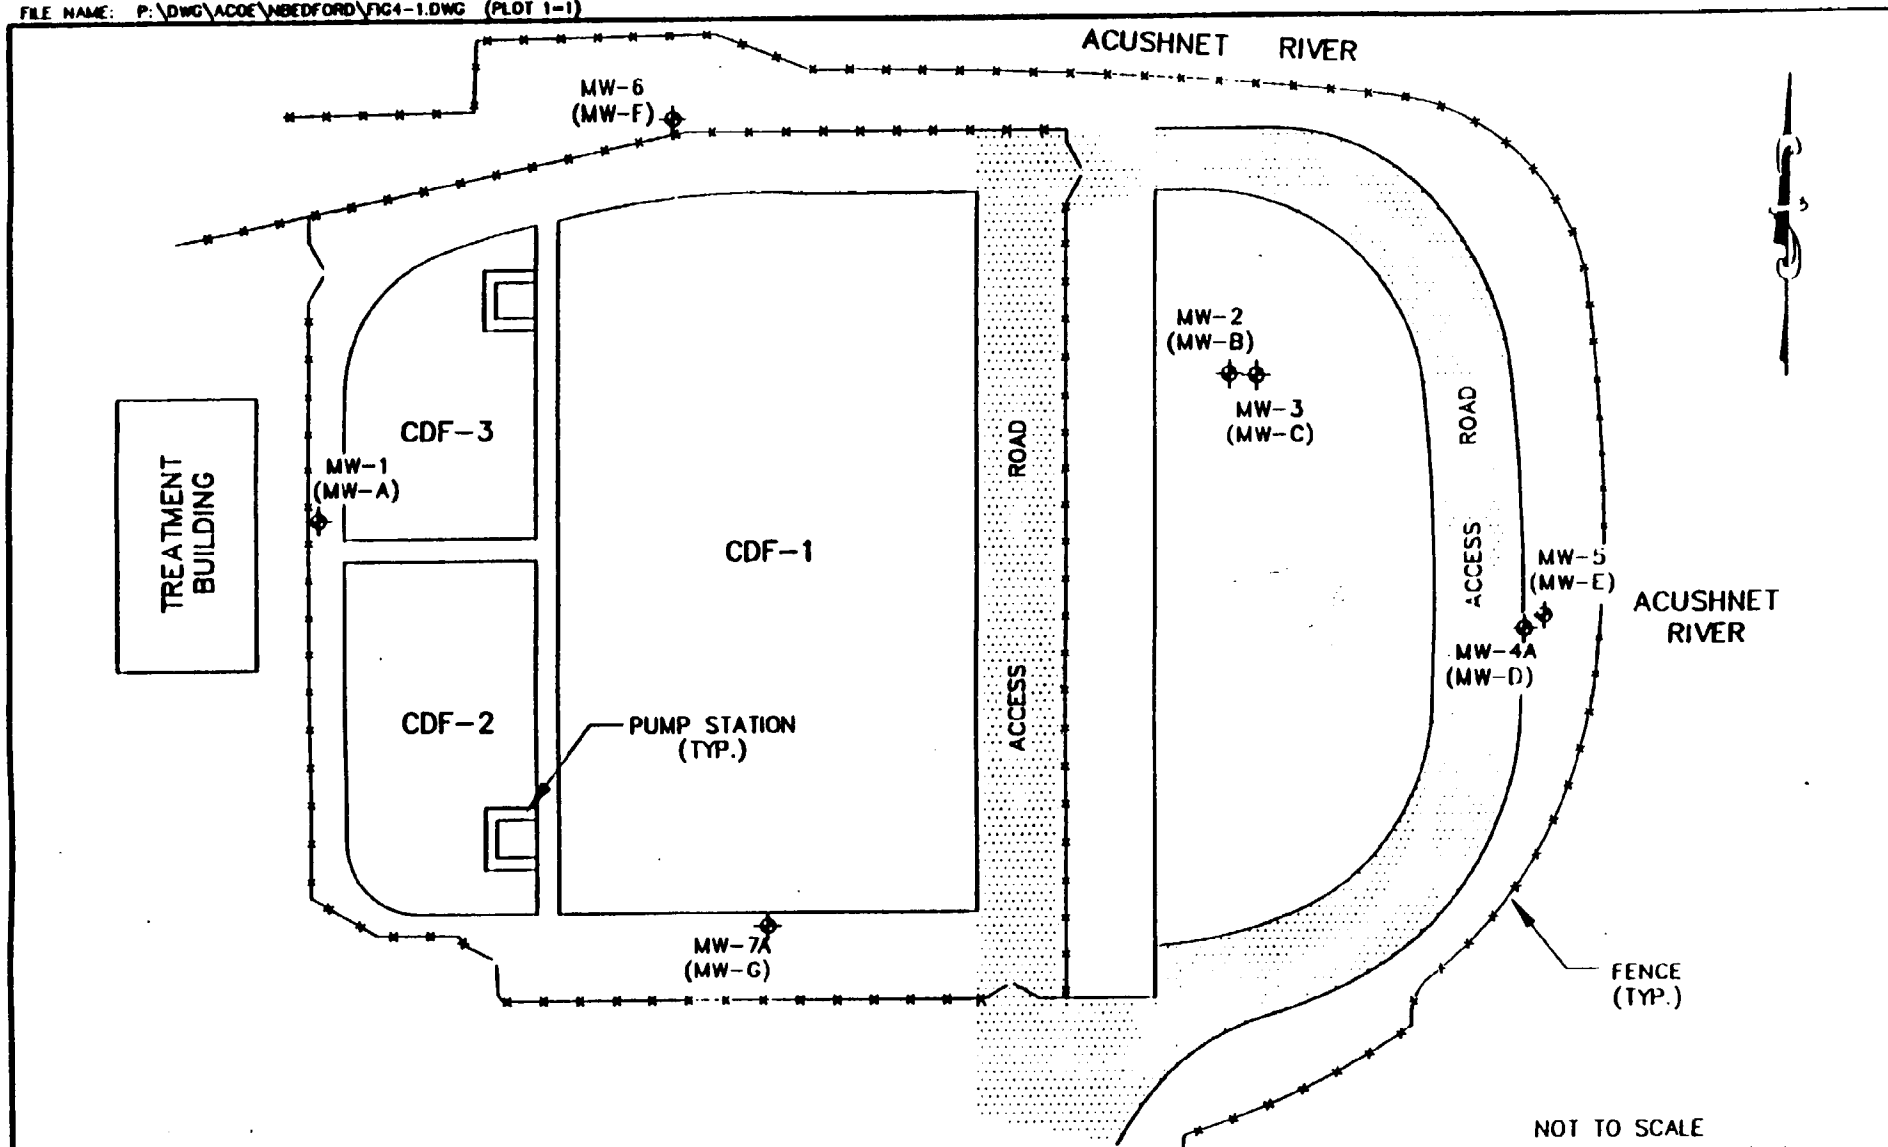 FILE NAME: P:\DWG\ACOE\NBEDFORD\FIG4-1.DWG (PLOT 1=1)
ACUSHNET RIVER
MW-6
(MW-F)
MW-2
(MW-B)
MW-3
(MW-C)
CDF-3
MW-1
(MW-A)
TREATMENT
BUILDING
CDF-1
ACCESS ROAD
ACCESS ROAD
MW-5
(MW-E)
ACUSHNET
RIVER
MW-4A
(MW-D)
CDF-2
PUMP STATION
(TYP.)
MW-7A
(MW-G)
FENCE
(TYP.)
NOT TO SCALE